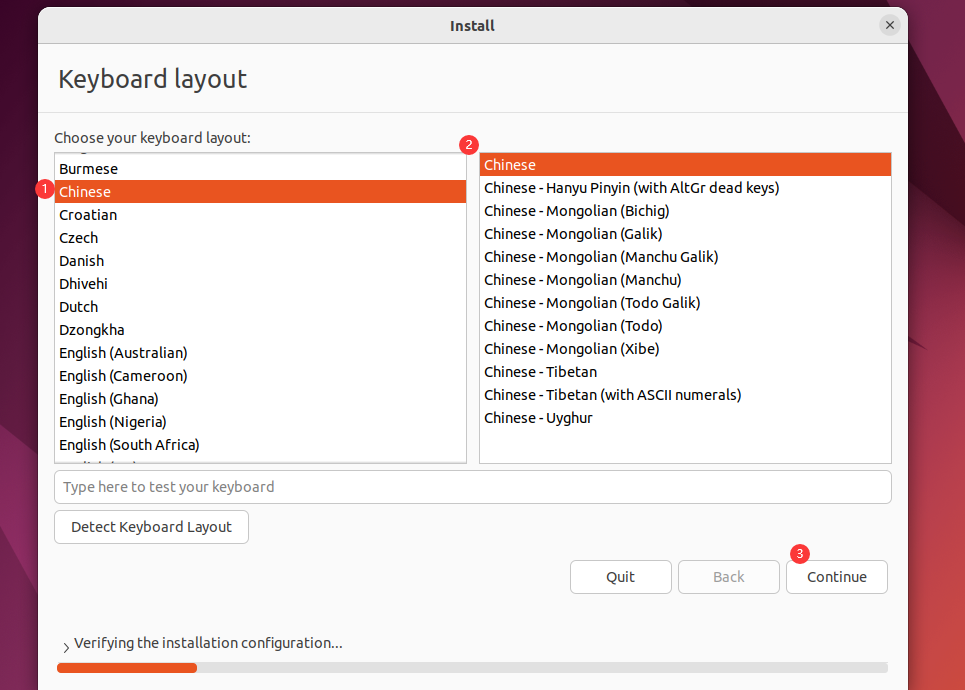 Install
Keyboard layout
Choose your keyboard layout:
2
Burmese
1
Chinese
Croatian
Czech
Danish
Dhivehi
Dutch
Dzongkha
English (Australian)
English (Cameroon)
English (Ghana)
English (Nigeria)
English (South Africa)
Chinese
Chinese - Hanyu Pinyin (with AltGr dead keys)
Chinese - Mongolian (Bichig)
Chinese - Mongolian (Galik)
Chinese - Mongolian (Manchu Galik)
Chinese - Mongolian (Manchu)
Chinese - Mongolian (Todo Galik)
Chinese - Mongolian (Todo)
Chinese - Mongolian (Xibe)
Chinese - Tibetan
Chinese - Tibetan (with ASCII numerals)
Chinese - Uyghur
Type here to test your keyboard
Detect Keyboard Layout
3
Quit
Back
Continue
Verifying the installation configuration...